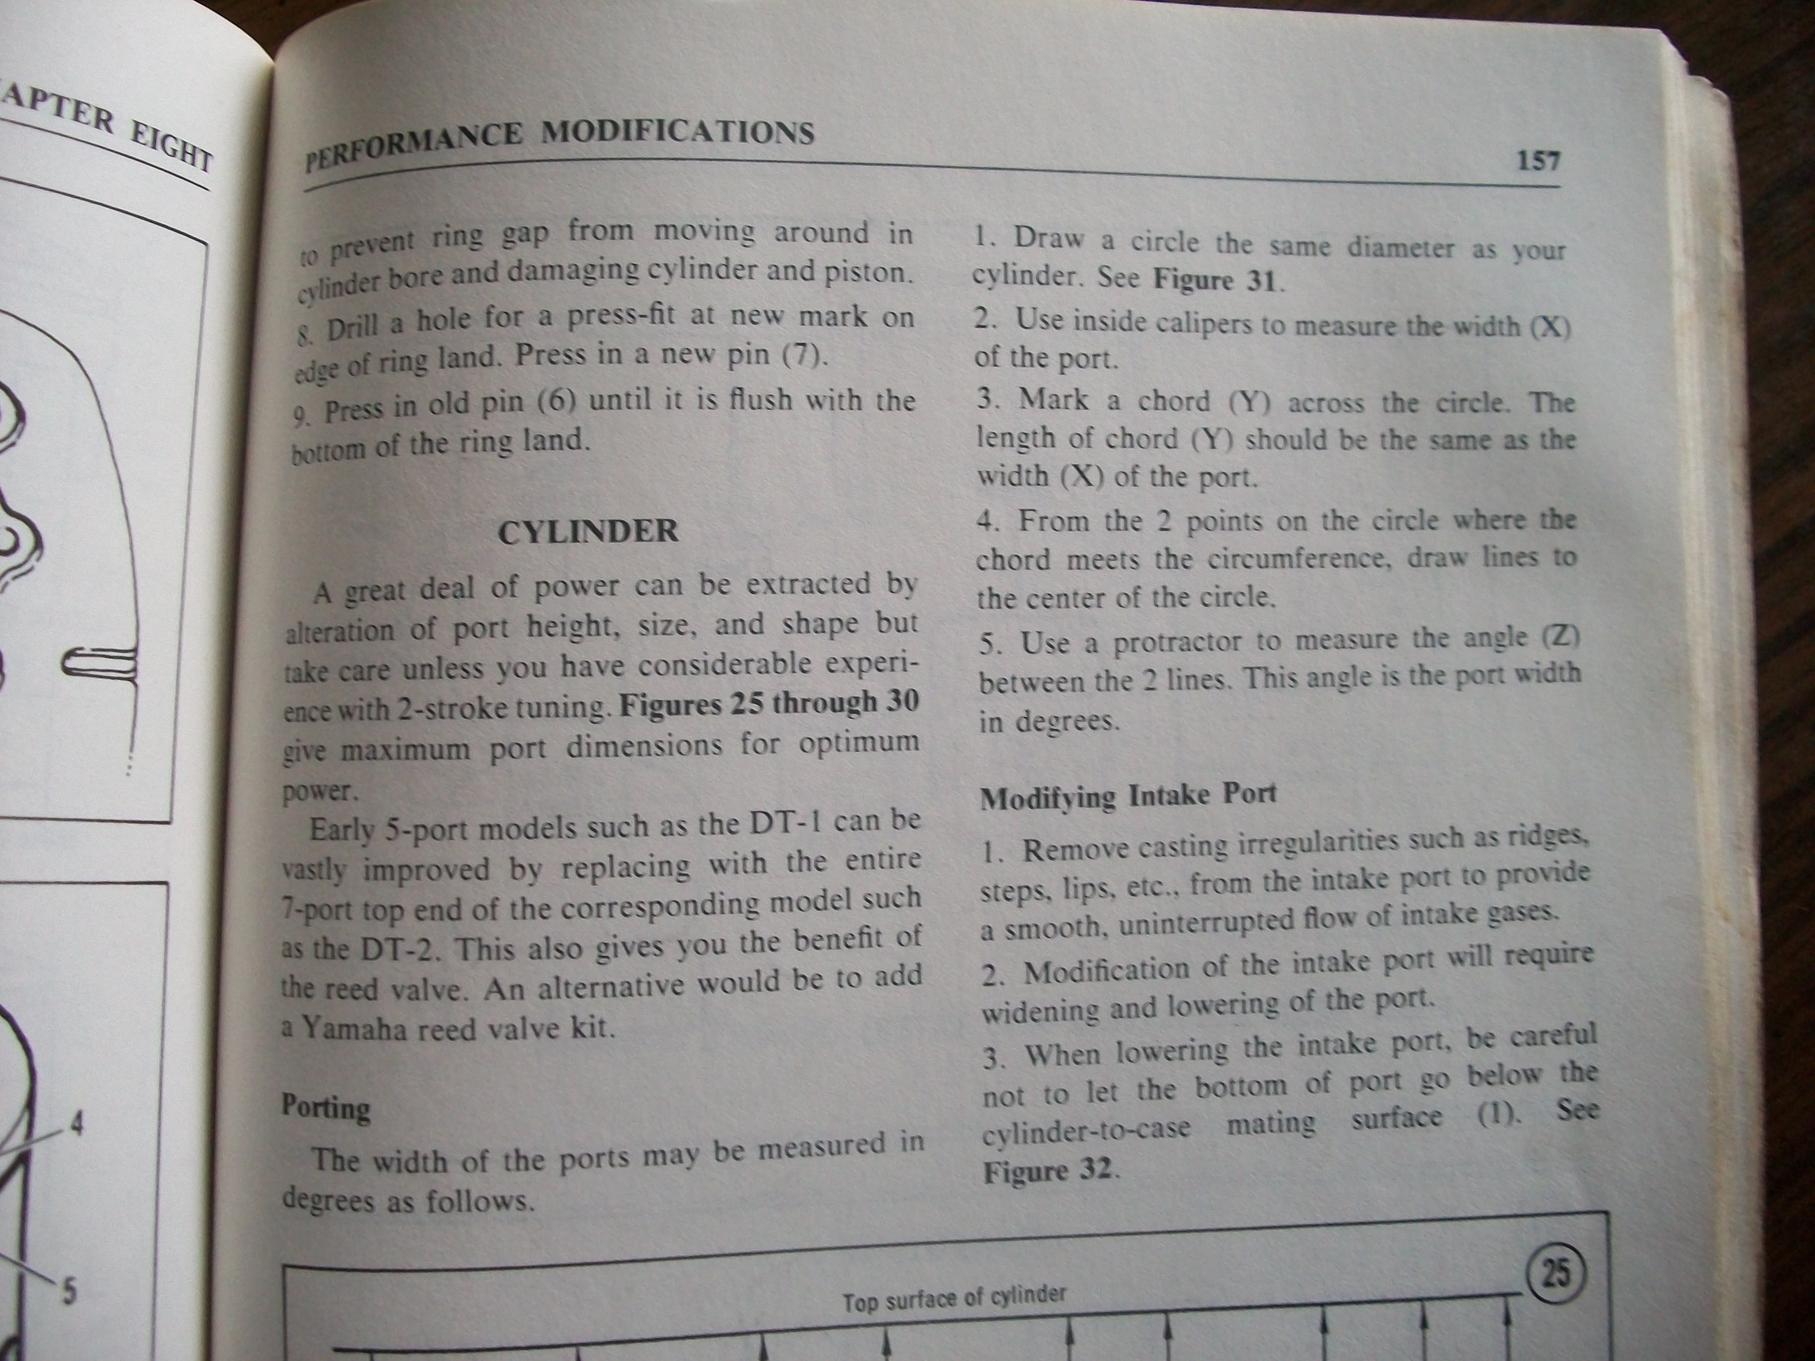 APTER EIGHT
4
5
PERFORMANCE MODIFICATIONS
157
to prevent ring gap from moving around in
cylinder bore and damaging cylinder and piston.
8. Drill a hole for a press-fit at new mark on
edge of ring land. Press in a new pin (7).
9. Press in old pin (6) until it is flush with the
bottom of the ring land.
CYLINDER
A great deal of power can be extracted by
alteration of port height, size, and shape but
take care unless you have considerable experi-
ence with 2-stroke tuning. Figures 25 through 30
give maximum port dimensions for optimum
power.
Early 5-port models such as the DT-1 can be
vastly improved by replacing with the entire
7-port top end of the corresponding model such
as the DT-2. This also gives you the benefit of
the reed valve. An alternative would be to add
a Yamaha reed valve kit.
Porting
The width of the ports may be measured in
degrees as follows.
1. Draw a circle the same diameter as your
cylinder. See Figure 31.
2. Use inside calipers to measure the width (X)
of the port.
3. Mark a chord (Y) across the circle. The
length of chord (Y) should be the same as the
width (X) of the port.
4. From the 2 points on the circle where the
chord meets the circumference, draw lines to
the center of the circle.
5. Use a protractor to measure the angle (Z)
between the 2 lines. This angle is the port width
in degrees.
Modifying Intake Port
1. Remove casting irregularities such as ridges,
steps, lips, etc., from the intake port to provide
a smooth, uninterrupted flow of intake gases.
2. Modification of the intake port will require
widening and lowering of the port.
3. When lowering the intake port, be careful
not to let the bottom of port go below the
cylinder-to-case mating surface (1). See
Figure 32.
25
Top surface of cylinder